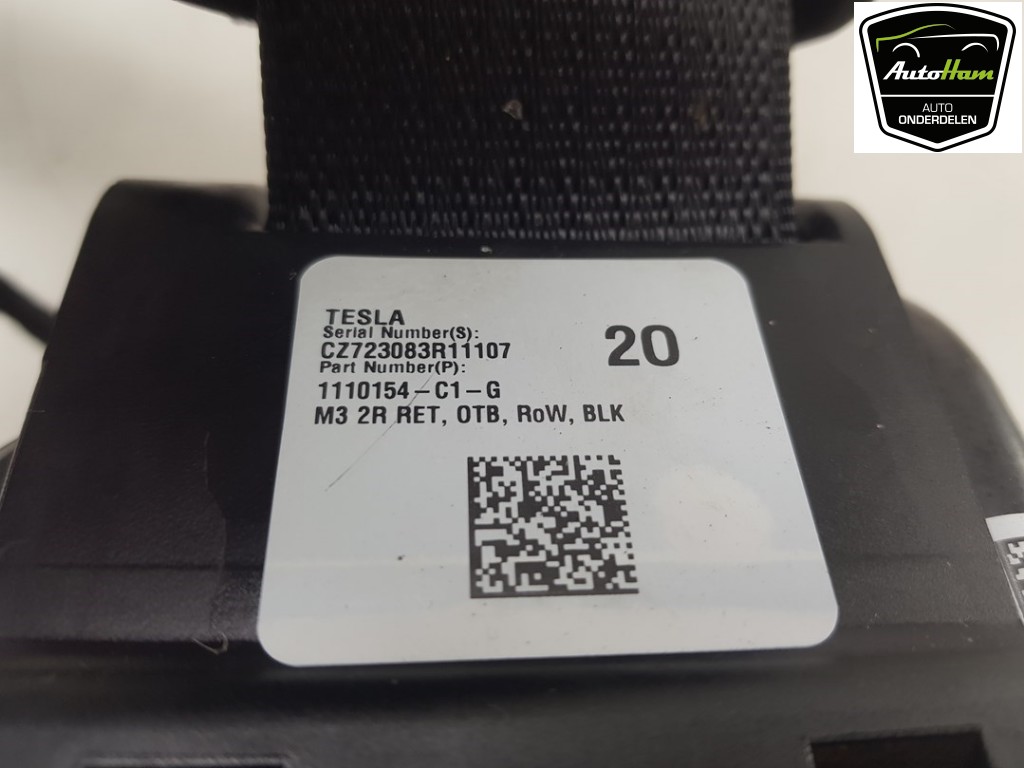 AutoHam
AUTO
ONDERDELEN
TESLA
Serial Number(S):
CZ723083R11107
20
Part Number(P):
1110154-C1-G
M3 2R RET, OTB, RoW, BLK